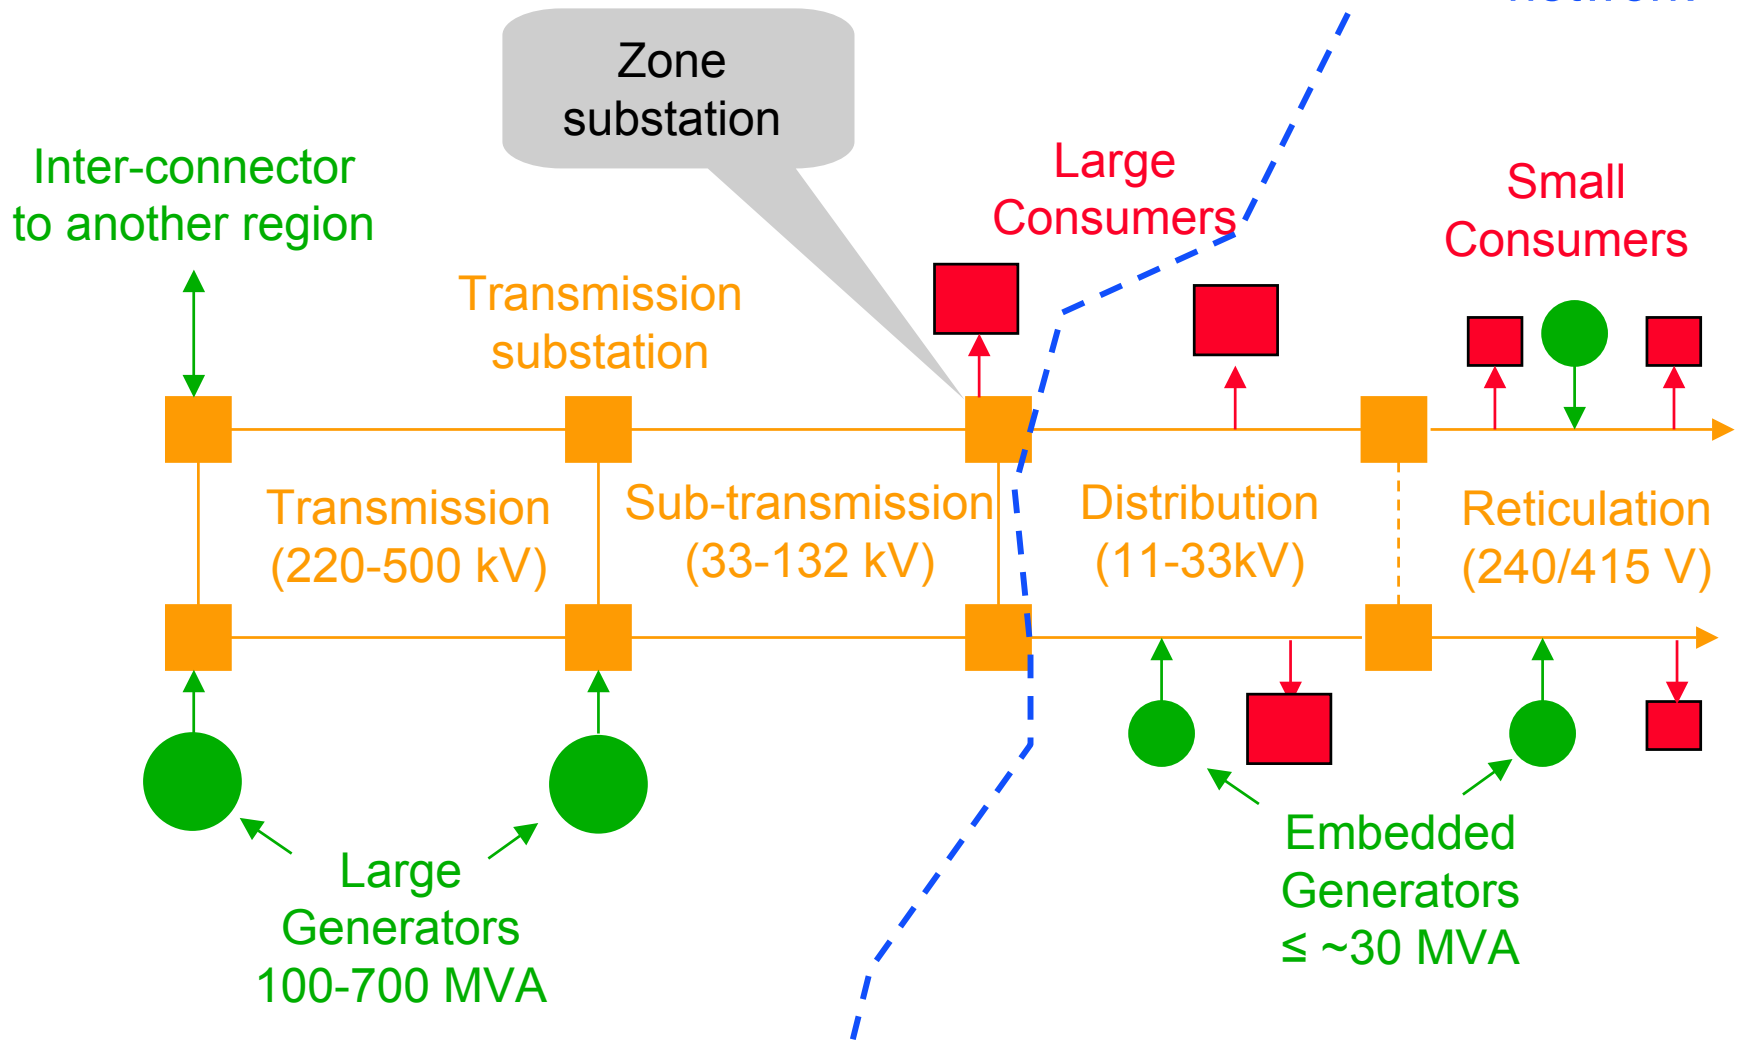 Zone
substation
Inter-connector
to another region
Large
Consumers
Small
Consumers
Transmission
substation
Transmission
(220-500 kV)
Sub-transmission
(33-132 kV)
Distribution
(11-33kV)
Reticulation
(240/415 V)
Large
Generators
100-700 MVA
Embedded
Generators
≤ ~30 MVA